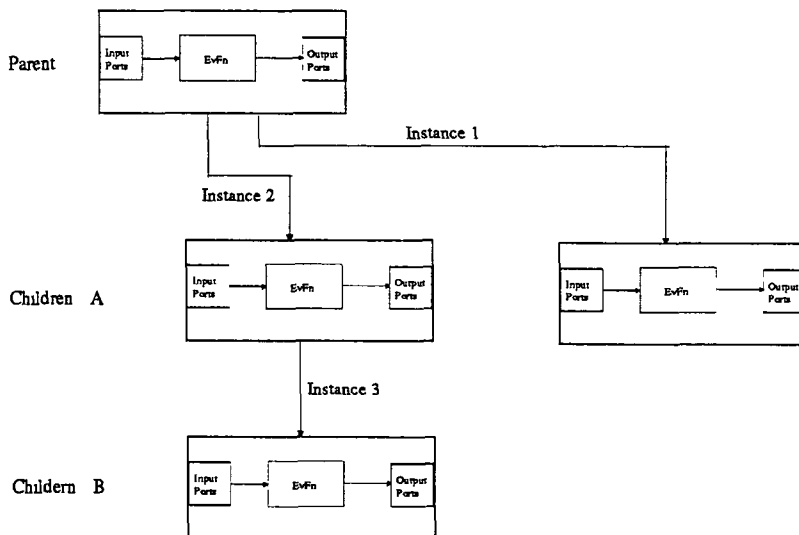 Parent
Input
Ports
EvFn
Output
Ports
Instance 1
Instance 2
Children A
Input
Ports
EvFn
Output
Ports
Input
Ports
EvFn
Output
Ports
Instance 3
Childern B
Input
Ports
EvFn
Output
Ports